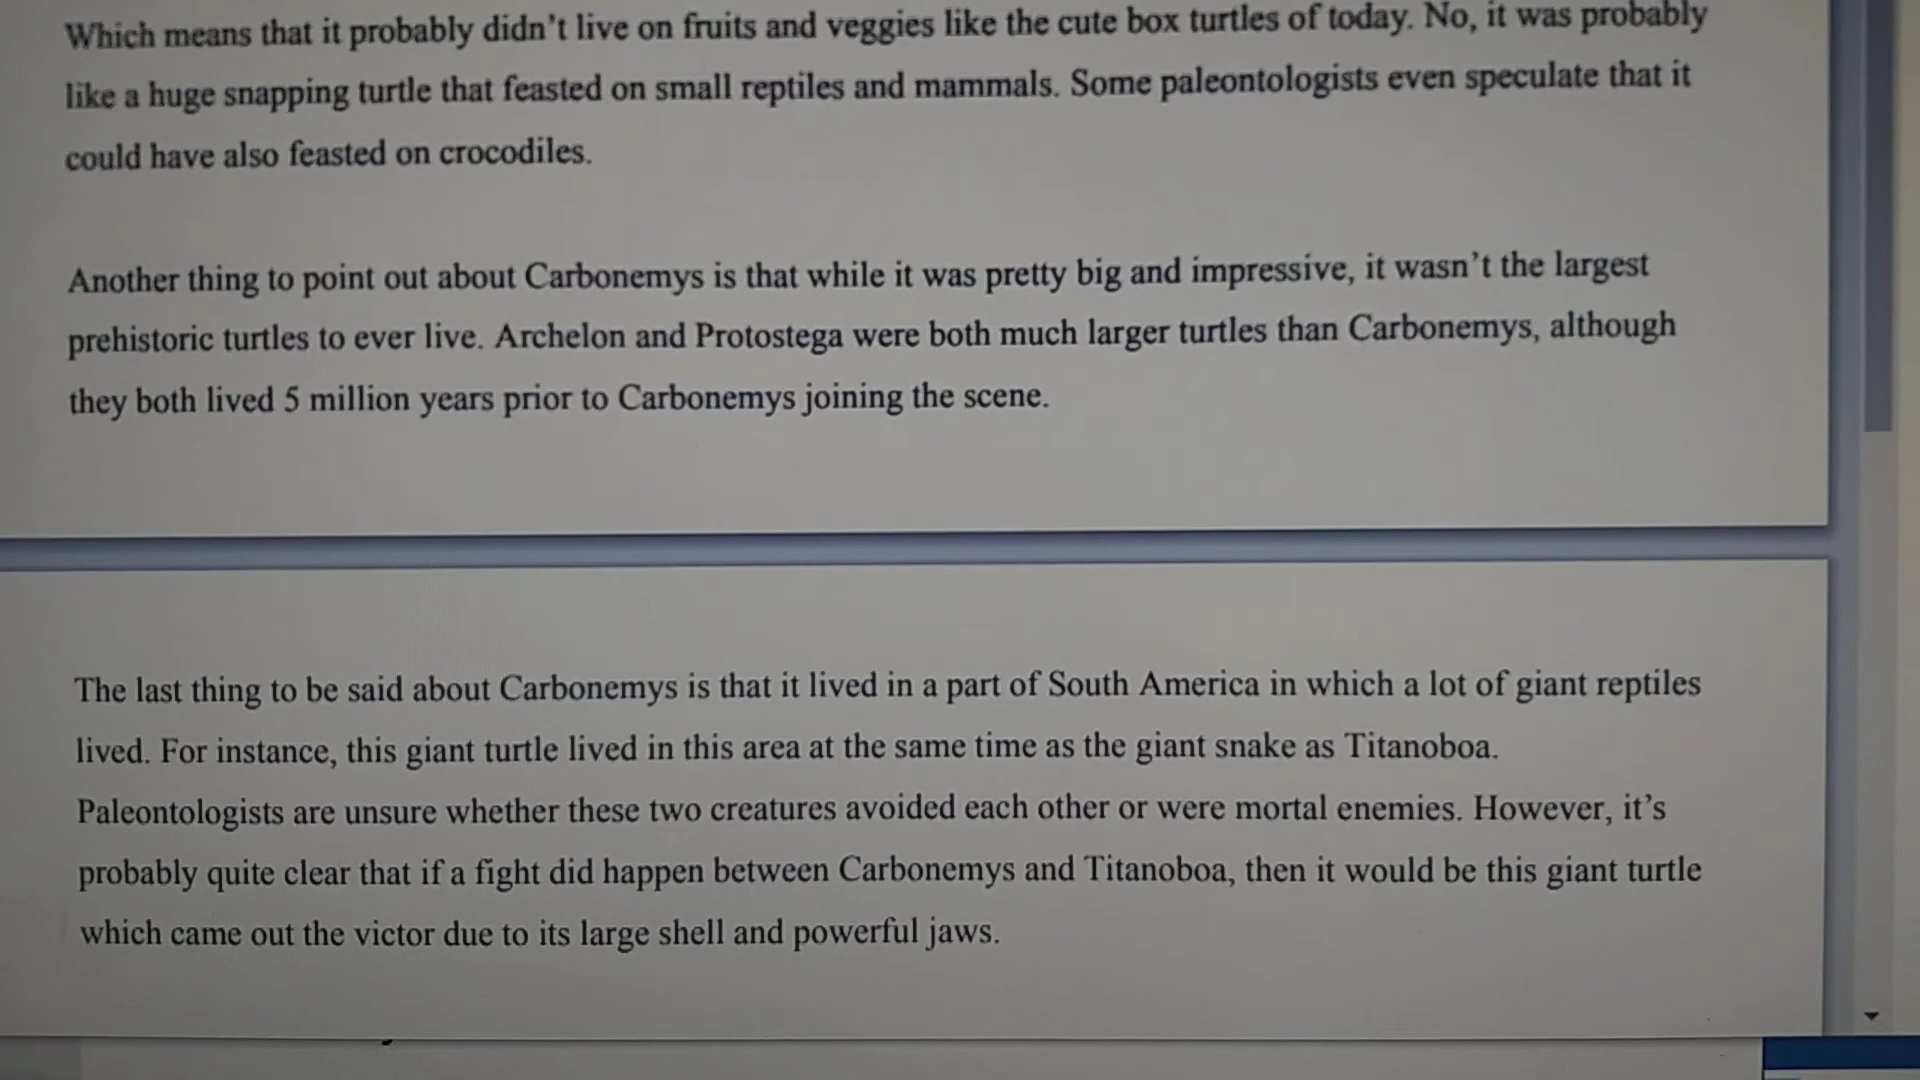 Which means that it probably didn’t live on fruits and veggies like the cute box turtles of today. No, it was probably
like a huge snapping turtle that feasted on small reptiles and mammals. Some paleontologists even speculate that it
could have also feasted on crocodiles.
Another thing to point out about Carbonemys is that while it was pretty big and impressive, it wasn’t the largest
prehistoric turtles to ever live. Archelon and Protostega were both much larger turtles than Carbonemys, although
they both lived 5 million years prior to Carbonemys joining the scene.
The last thing to be said about Carbonemys is that it lived in a part of South America in which a lot of giant reptiles
lived. For instance, this giant turtle lived in this area at the same time as the giant snake as Titanoboa.
Paleontologists are unsure whether these two creatures avoided each other or were mortal enemies. However, it’s
probably quite clear that if a fight did happen between Carbonemys and Titanoboa, then it would be this giant turtle
which came out the victor due to its large shell and powerful jaws.